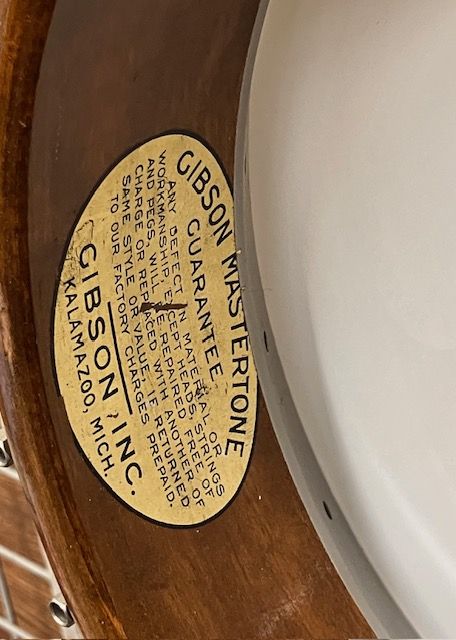 GIBSON MASTERTONE
GUARANTEE
ANY DEFECT IN MATERIAL OR
WORKMANSHIP EXCEPT HEADS, STRINGS
AND PEGS, WILL BE REPAIRED FREE OF
CHARGE OR REPLACED WITH ANOTHER OF
SAME STYLE OR VALUE, IF RETURNED
TO OUR FACTORY CHARGES PREPAID.
GIBSON, INC.
KALAMAZOO, MICH.